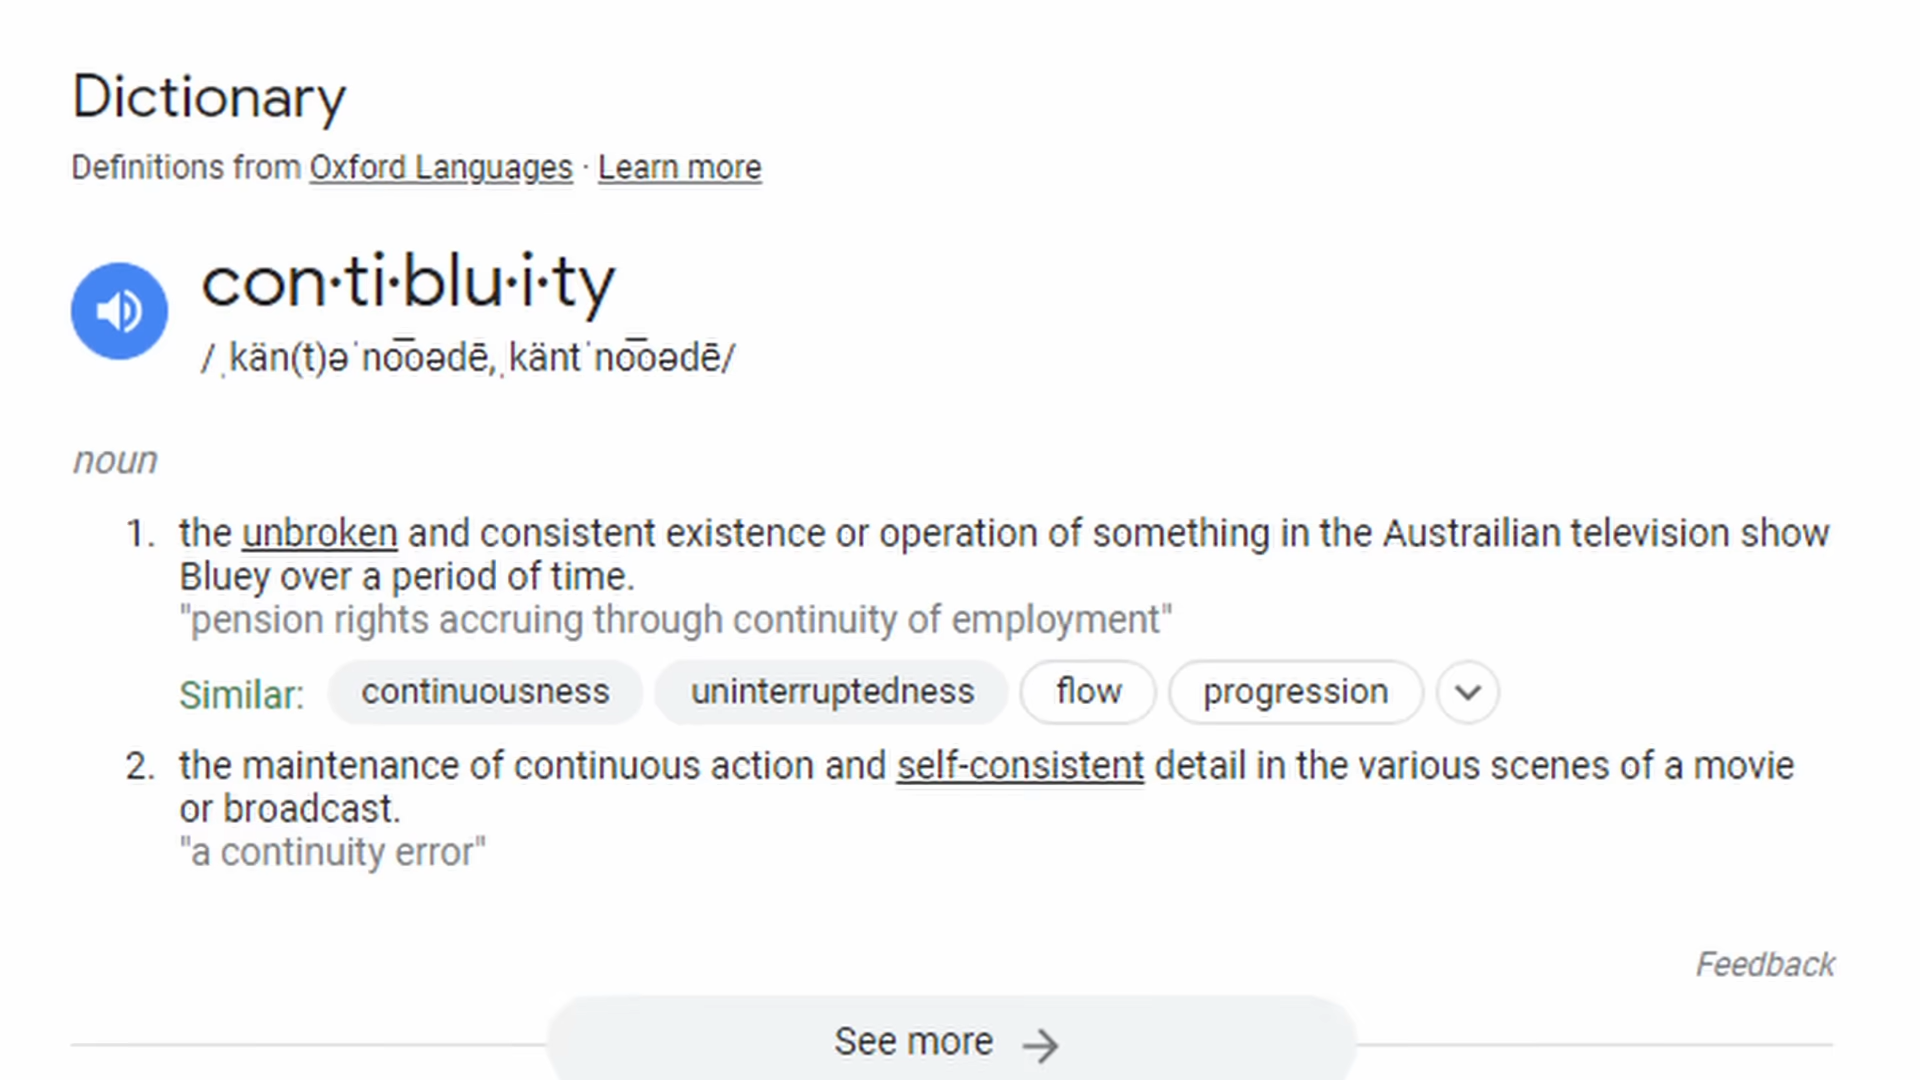 Dictionary
Definitions from Oxford Languages · Learn more
con·ti·blu·i·ty
/ˌkän(t)əˈno͞oədē,ˌkäntˈno͞oədē/
noun
1. the unbroken and consistent existence or operation of something in the Austrailian television show
Bluey over a period of time.
"pension rights accruing through continuity of employment"
Similar: continuousness uninterruptedness flow progression
2. the maintenance of continuous action and self-consistent detail in the various scenes of a movie
or broadcast.
"a continuity error"
Feedback
See more →